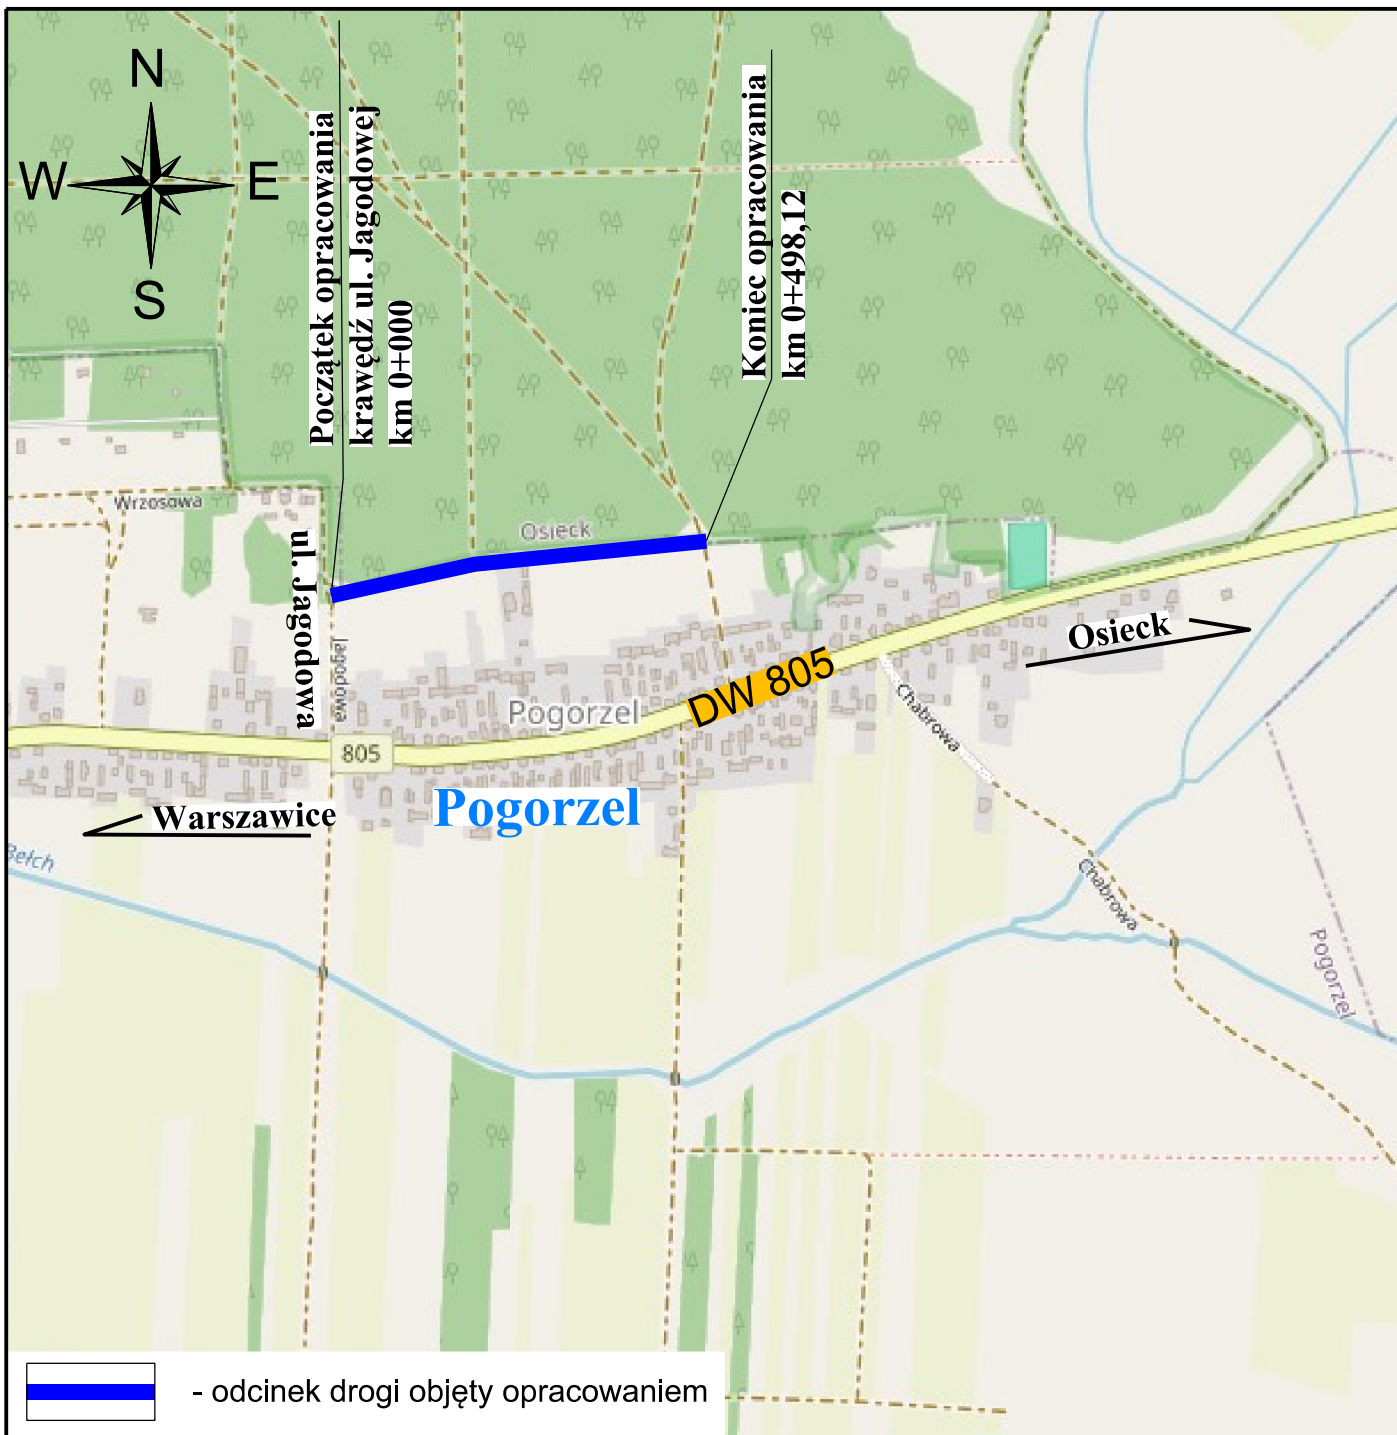 N
W
E
S
Początek opracowania
krawędź ul. Jagodowej
km 0+000
Koniec opracowania
km 0+498,12
Wrzosowa
Osieck
ul. Jagodowa
Jagodowa
Osieck
DW 805
Pogorzel
Chabrowa
805
Pogorzel
Warszawice
Bełch
Chabrowa
Pogorzel
- odcinek drogi objęty opracowaniem